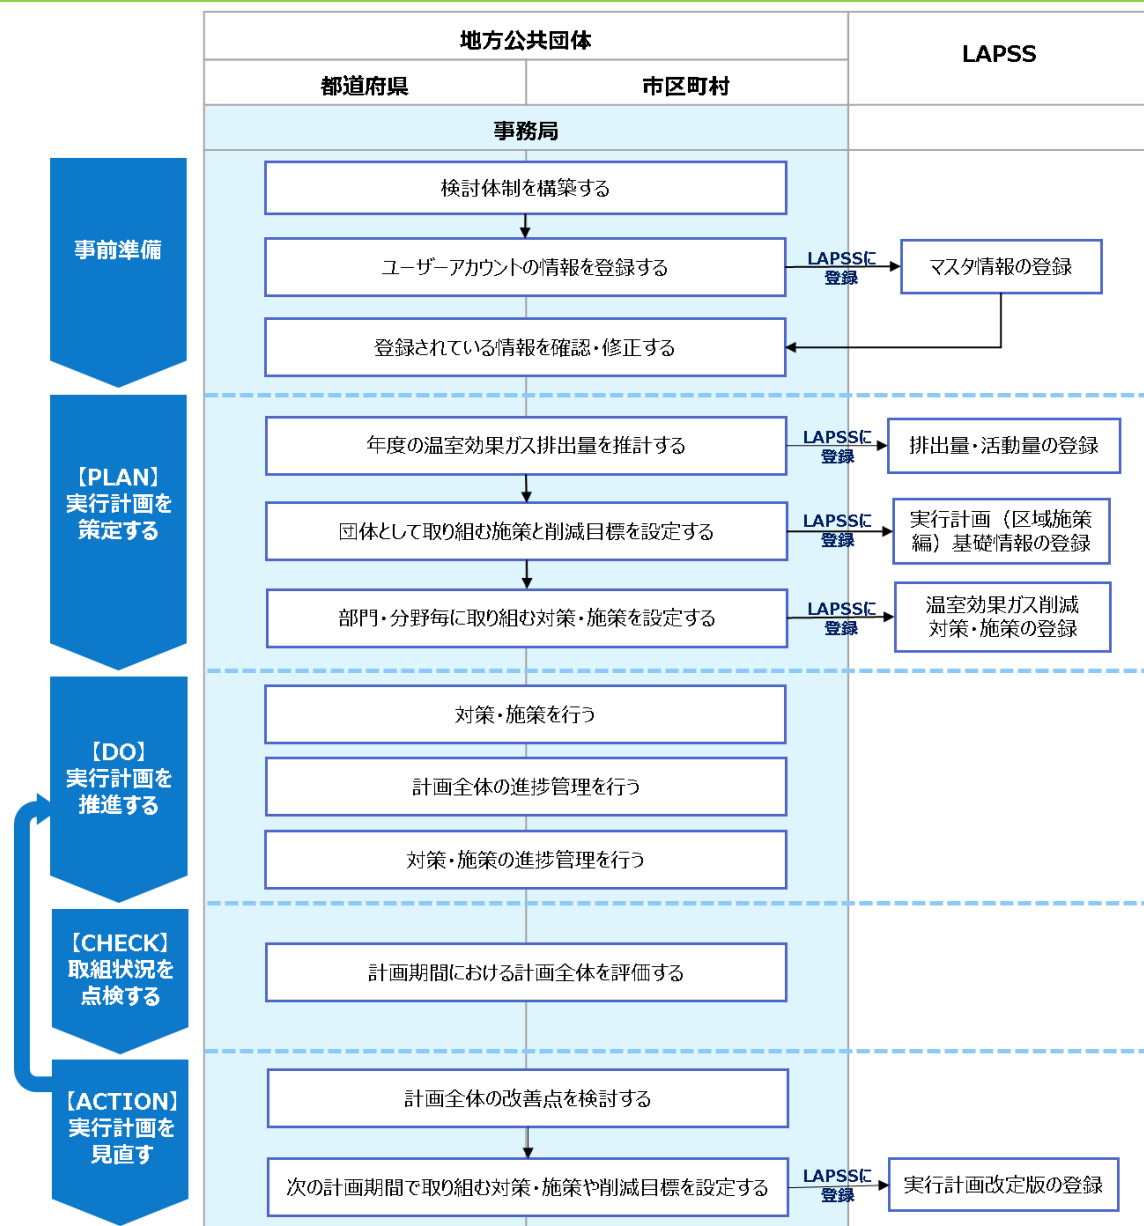 地方公共団体
LAPSS
都道府県
市区町村
事務局
事前準備
検討体制を構築する
ユーザーアカウントの情報を登録する
LAPSSに
登録
マスタ情報の登録
登録されている情報を確認・修正する
【PLAN】
実行計画を
策定する
年度の温室効果ガス排出量を推計する
LAPSSに
登録
排出量・活動量の登録
団体として取り組む施策と削減目標を設定する
LAPSSに
登録
実行計画（区域施策
編）基礎情報の登録
部門・分野毎に取り組む対策・施策を設定する
LAPSSに
登録
温室効果ガス削減
対策・施策の登録
【DO】
実行計画を
推進する
対策・施策を行う
計画全体の進捗管理を行う
対策・施策の進捗管理を行う
【CHECK】
取組状況を
点検する
計画期間における計画全体を評価する
【ACTION】
実行計画を
見直す
計画全体の改善点を検討する
次の計画期間で取り組む対策・施策や削減目標を設定する
LAPSSに
登録
実行計画改定版の登録